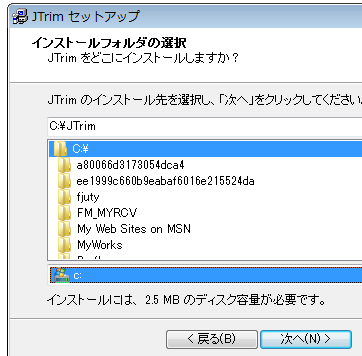 JTrim セットアップ
インストールフォルダの選択
JTrim をどこにインストールしますか？
JTrim のインストール先を選択し、「次へ」をクリックしてください
C:¥JTrim
C:¥
a80066d3173054dca4
ee1999c660b9eabaf6016e215524da
fjuty
FM_MYRCV
My Web Sites on MSN
MyWorks
c:
インストールには、 2.5 MB のディスク容量が必要です。
< 戻る(B)
次へ(N) >